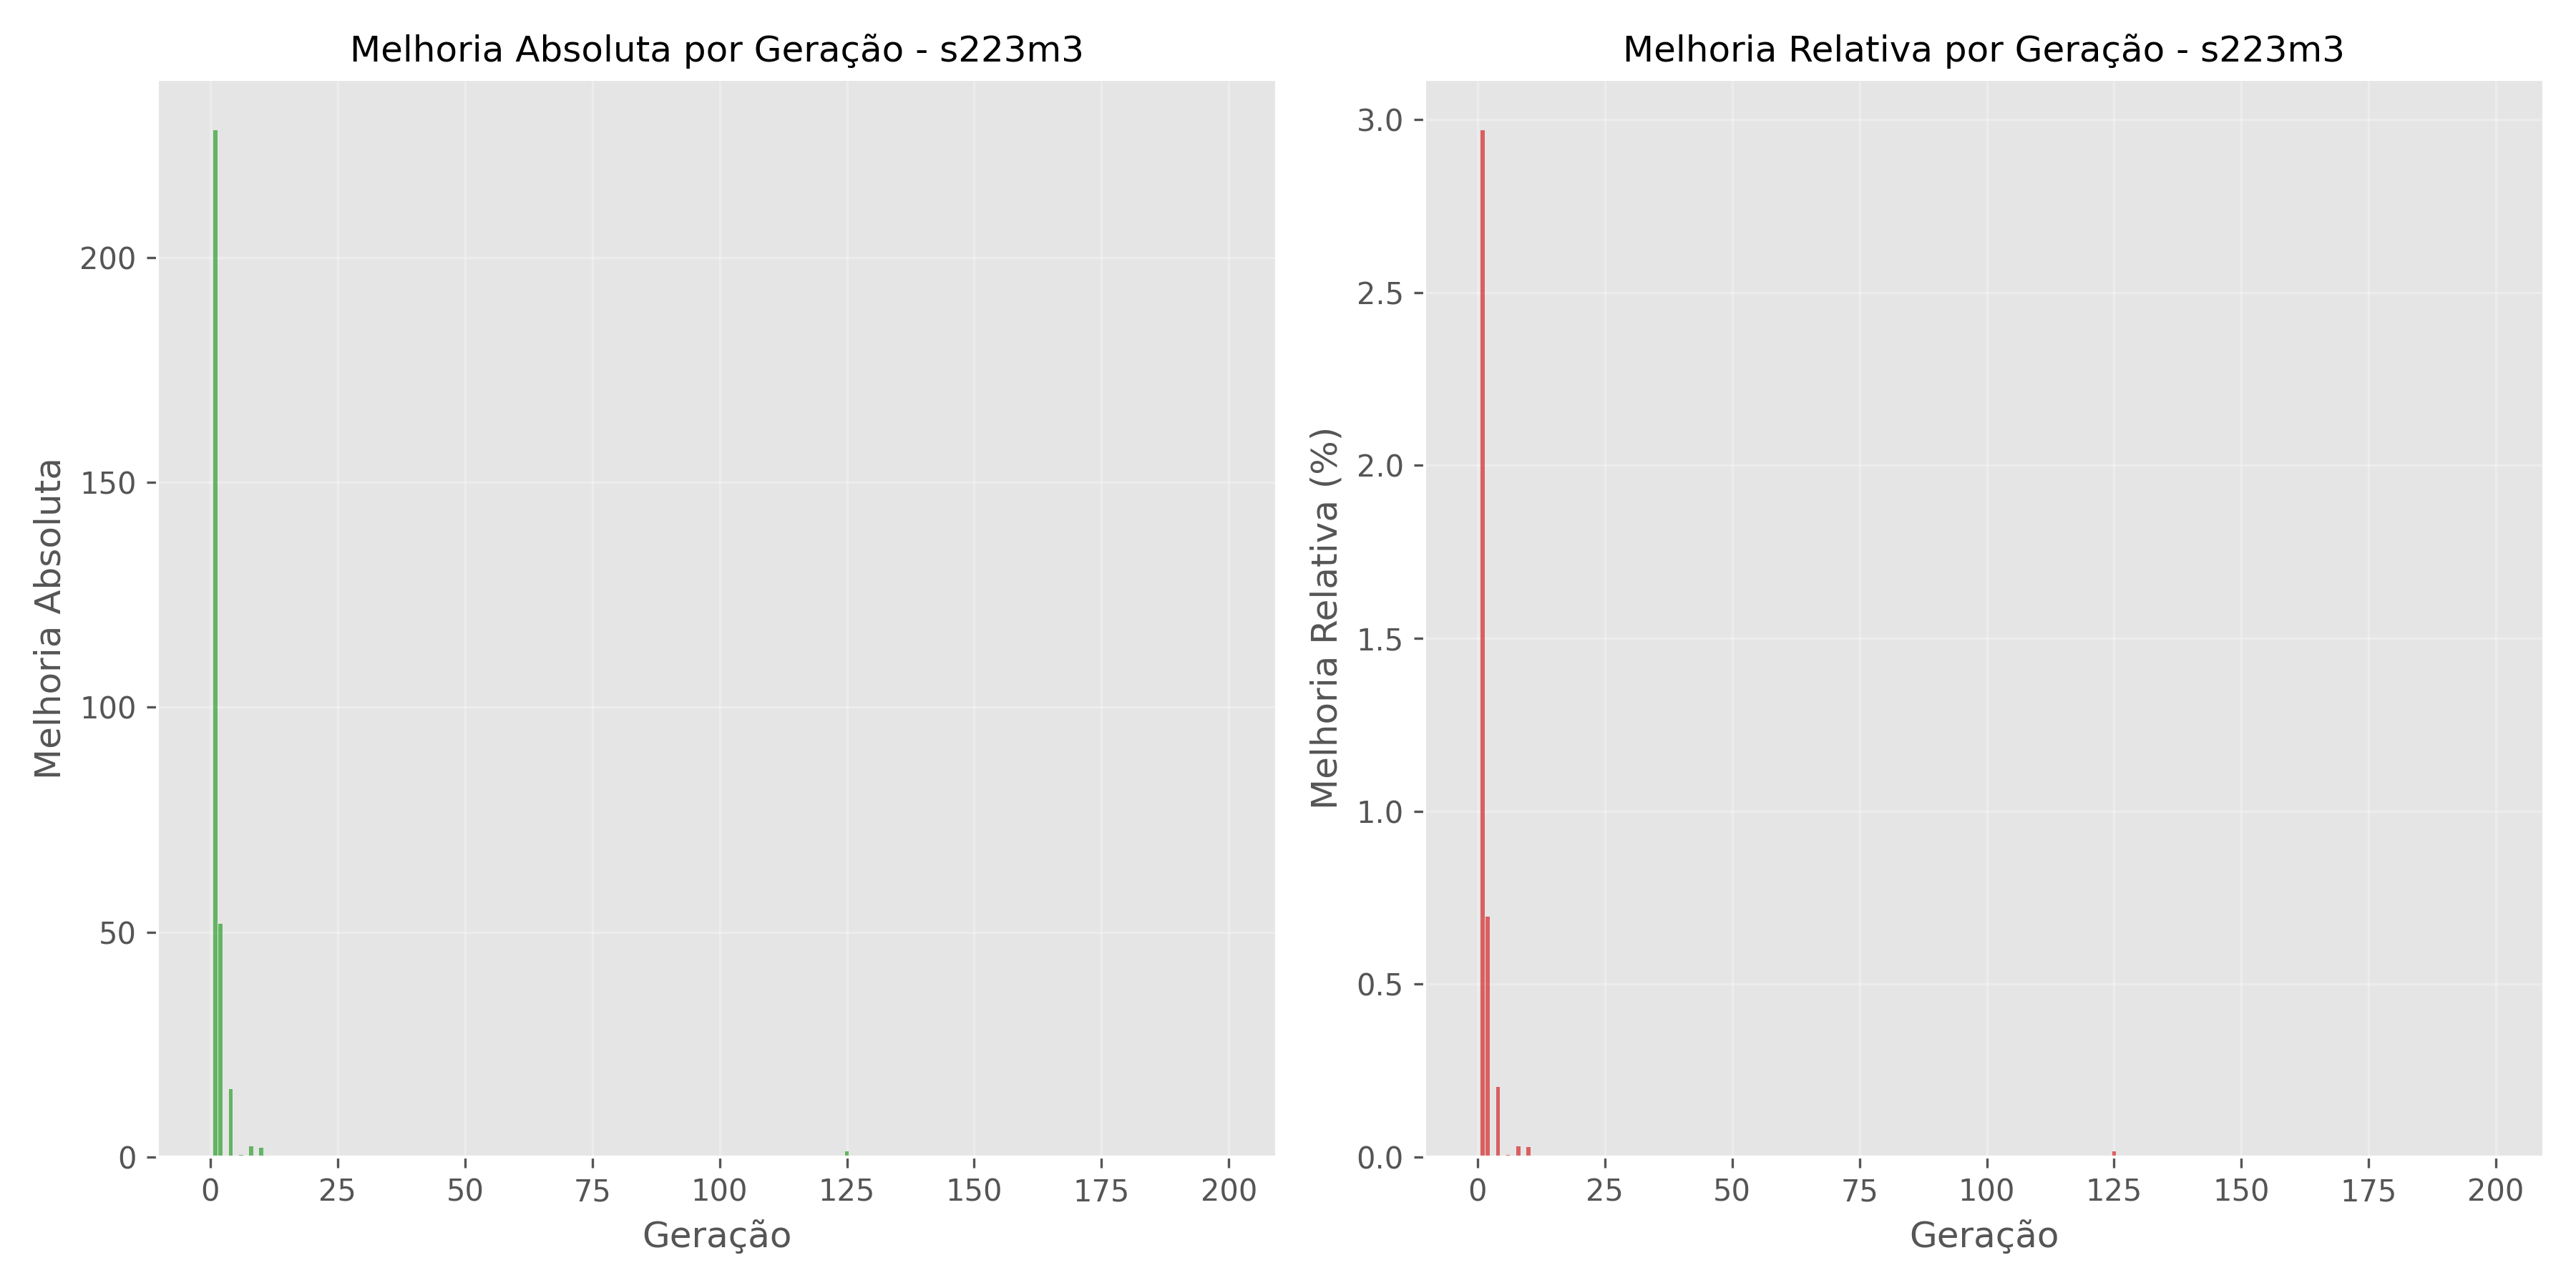 Melhoria Absoluta por Geração - s223m3
Melhoria Absoluta
200
150
100
50
0
0 25 50 75 100 125 150 175 200
Geração
Melhoria Relativa por Geração - s223m3
Melhoria Relativa (%)
3.0
2.5
2.0
1.5
1.0
0.5
0.0
0 25 50 75 100 125 150 175 200
Geração